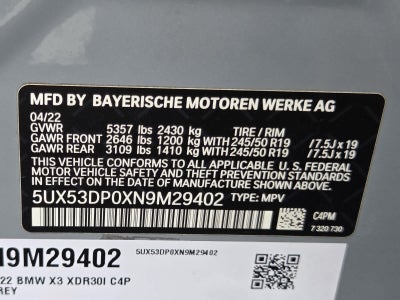 MFD BY BAYERISCHE MOTOREN WERKE AG
04/22
GVWR 5357 lbs 2430 kg TIRE / RIM
GAWR FRONT 2646 lbs 1200 kg WITH 245/50 R19 /7.5J x 19
GAWR REAR 3109 lbs 1410 kg WITH 245/50 R19 /7.5J x 19
THIS VEHICLE CONFORMS TO ALL APPLICABLE U.S. FEDERAL
MOTOR VEHICLE SAFETY, BUMPER AND THEFT PREVENTION STANDARDS
IN EFFECT ON THE DATE OF MANUFACTURE SHOWN ABOVE.
5UX53DP0XN9M29402 TYPE: MPV
C4PM
7 320 730
N9M29402 5UX53DP0XN9M29402
22 BMW X3 XDR30I C4P
REY